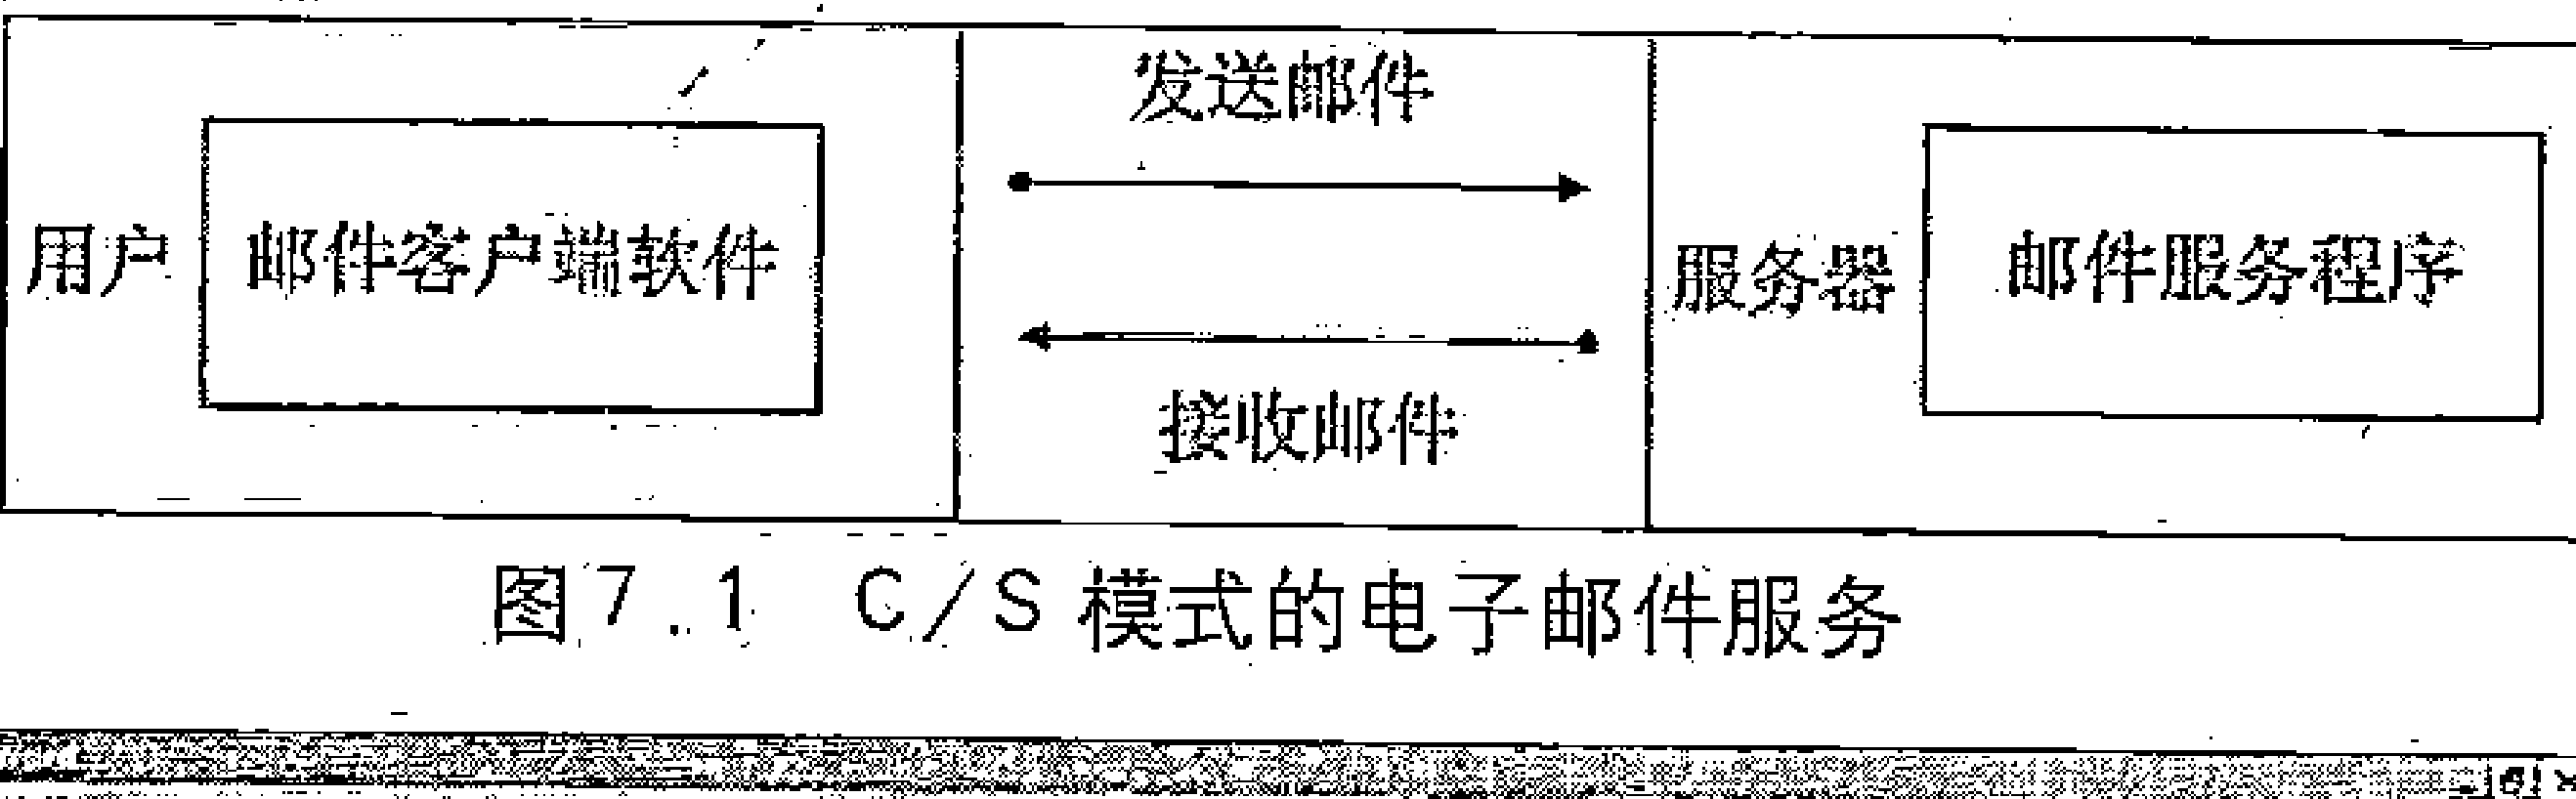 发送邮件
用户 邮件客户端软件
服务器 邮件服务程序
接收邮件
图7.1 C/S模式的电子邮件服务